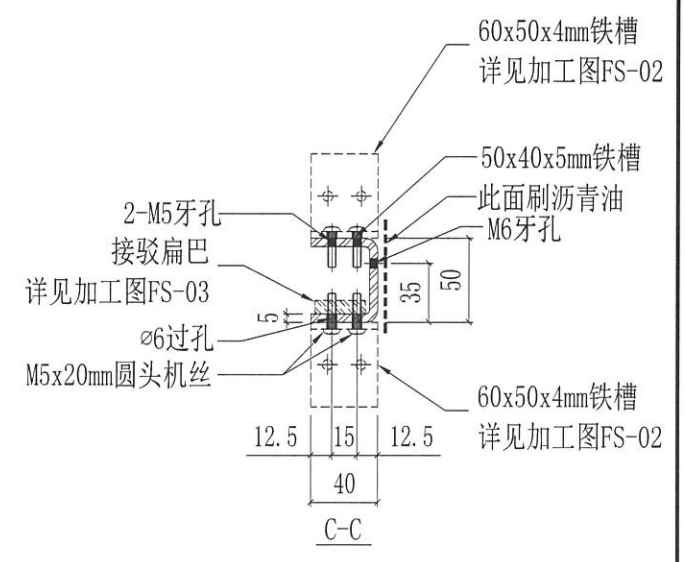 60x50x4mm铁槽
详见加工图FS-02
50x40x5mm铁槽
此面刷沥青油
M6牙孔
2-M5牙孔
接驳扁巴
详见加工图FS-03
5
ø6过孔
M5x20mm圆头机丝
35
50
60x50x4mm铁槽
详见加工图FS-02
12.5
15
12.5
40
C-C